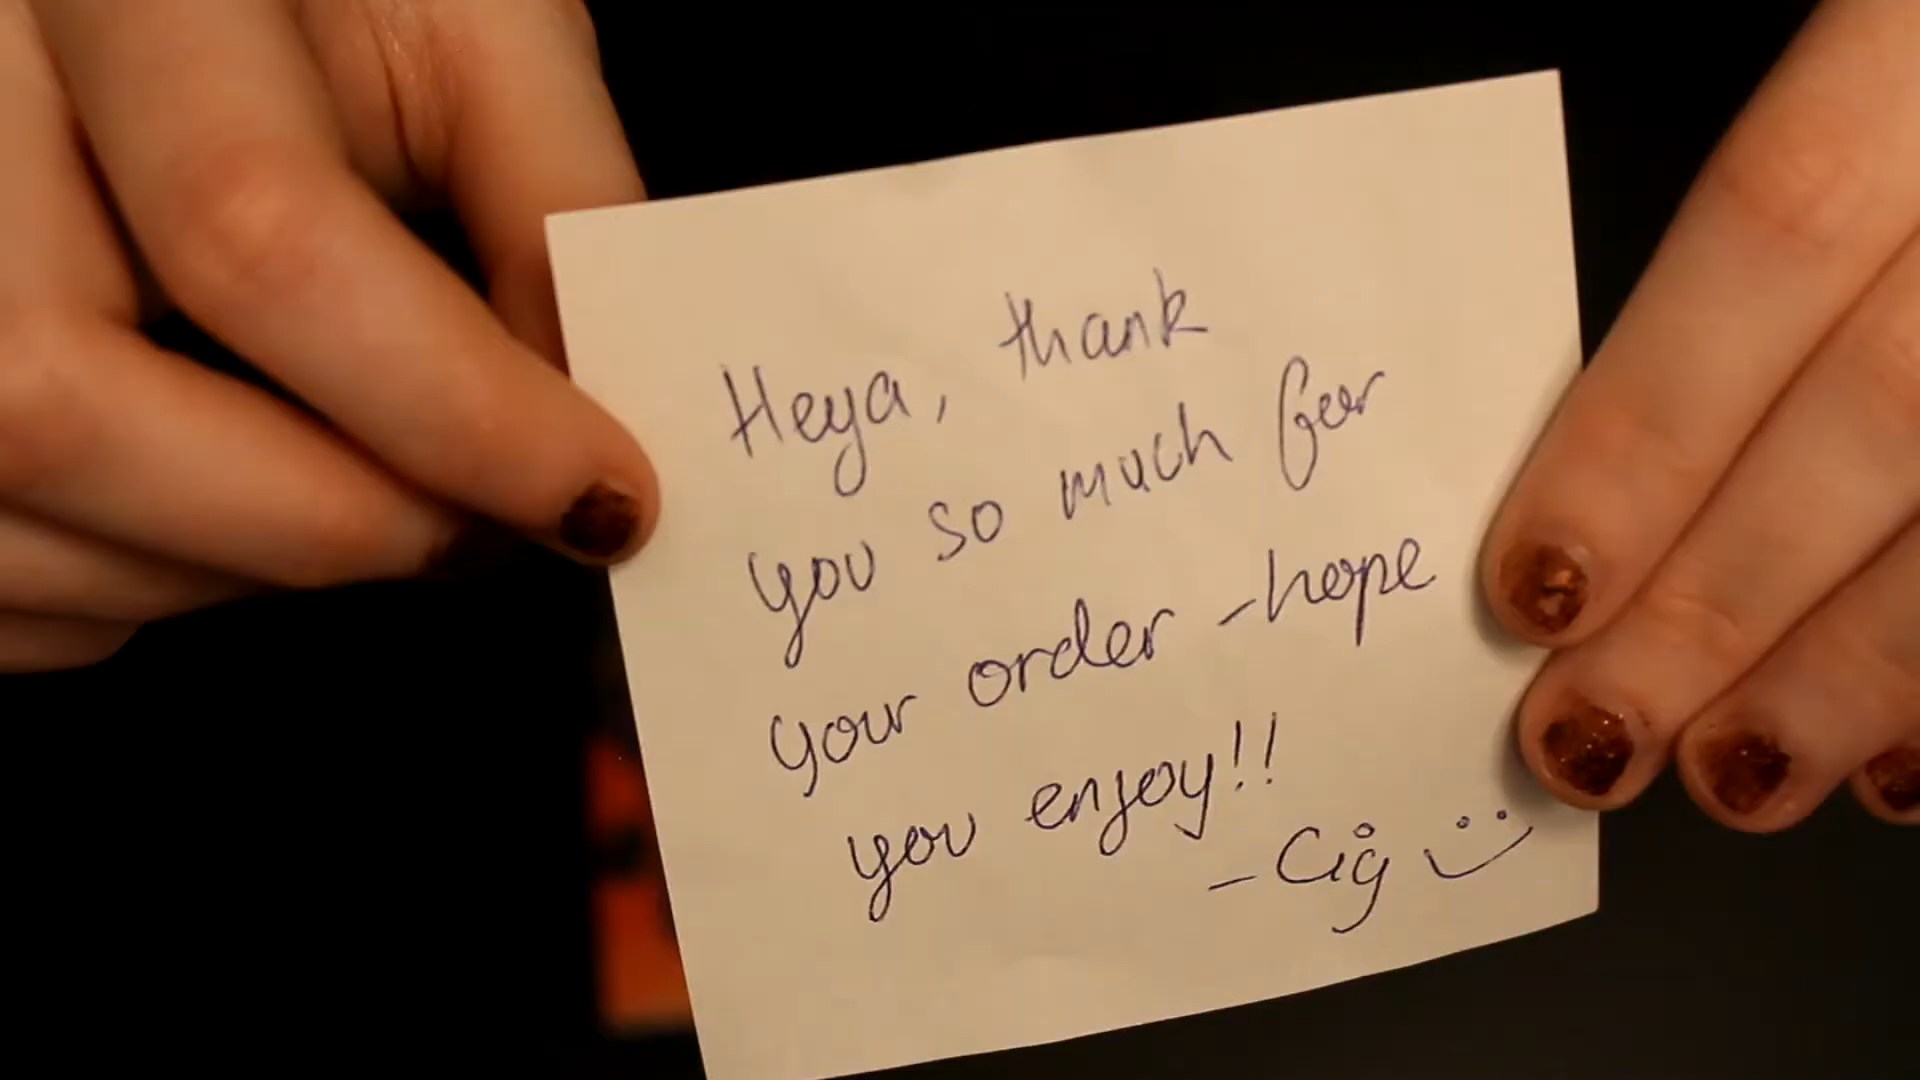 Heya, thank
you so much for
your order - hope
you enjoy!!
- Cig :)